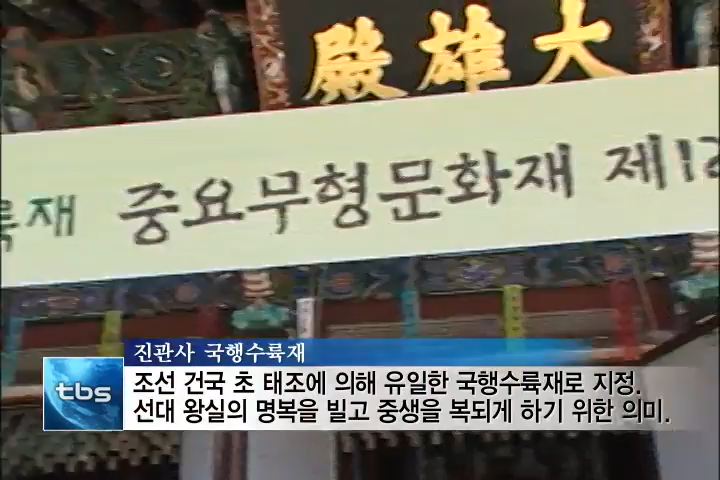 殿雄大
륙재 중요무형문화재 제12
진관사 국행수륙재
tbs
조선 건국 초 태조에 의해 유일한 국행수륙재로 지정.
선대 왕실의 명복을 빌고 중생을 복되게 하기 위한 의미.